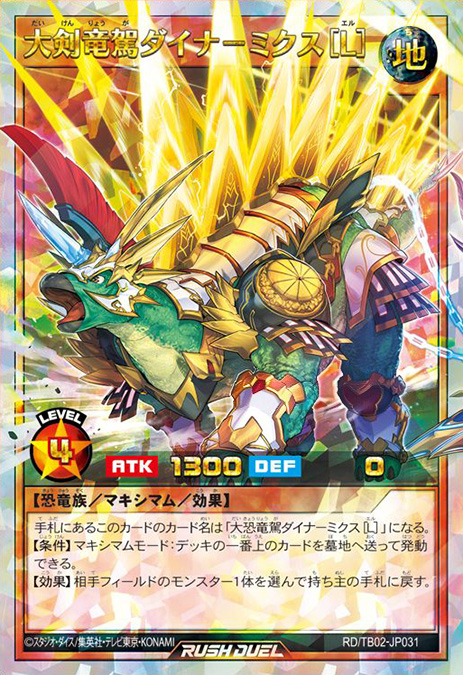 大剣竜駕ダイナーミクス[L]
地
LEVEL
4
ATK 1300 DEF 0
【恐竜族/マキシマム/効果】
手札にあるこのカードのカード名は「大恐竜駕ダイナーミクス[L]」になる。
【条件】マキシマムモード:デッキの一番上のカードを墓地へ送って発動
できる。
【効果】相手フィールドのモンスター1体を選んで持ち主の手札に戻す。
©スタジオ・ダイス/集英社・テレビ東京・KONAMI
RD/TB02-JP031
RUSH DUEL